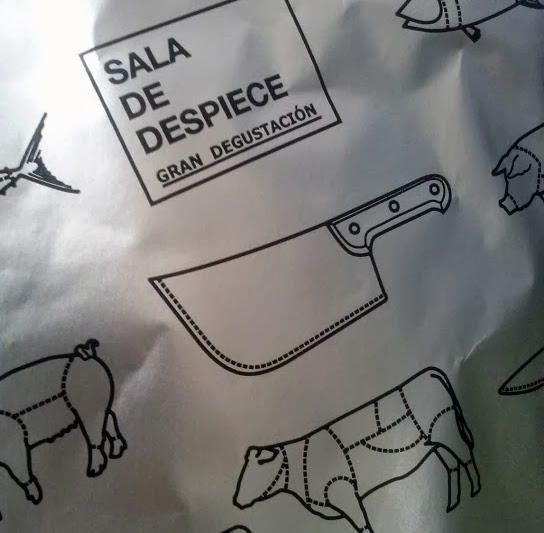 SALA
DE
DESPIECE
GRAN DEGUSTACIÓN